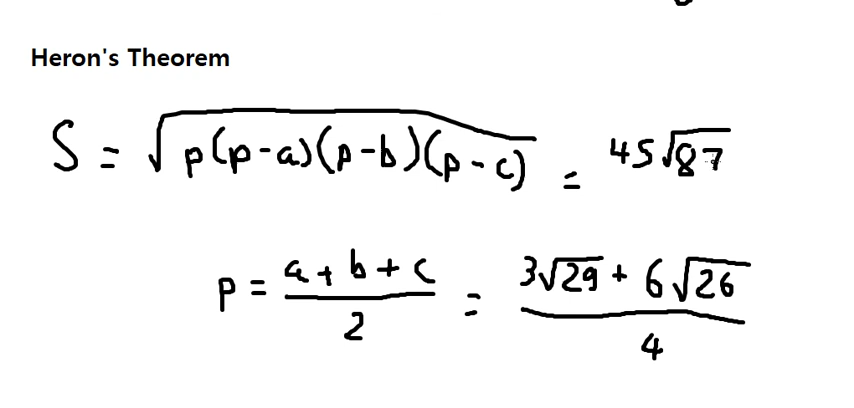 Heron's Theorem
S = √(p(p-a)(p-b)(p-c)) = 45√87
p = (a+b+c)/2 = (3√29 + 6√26)/4